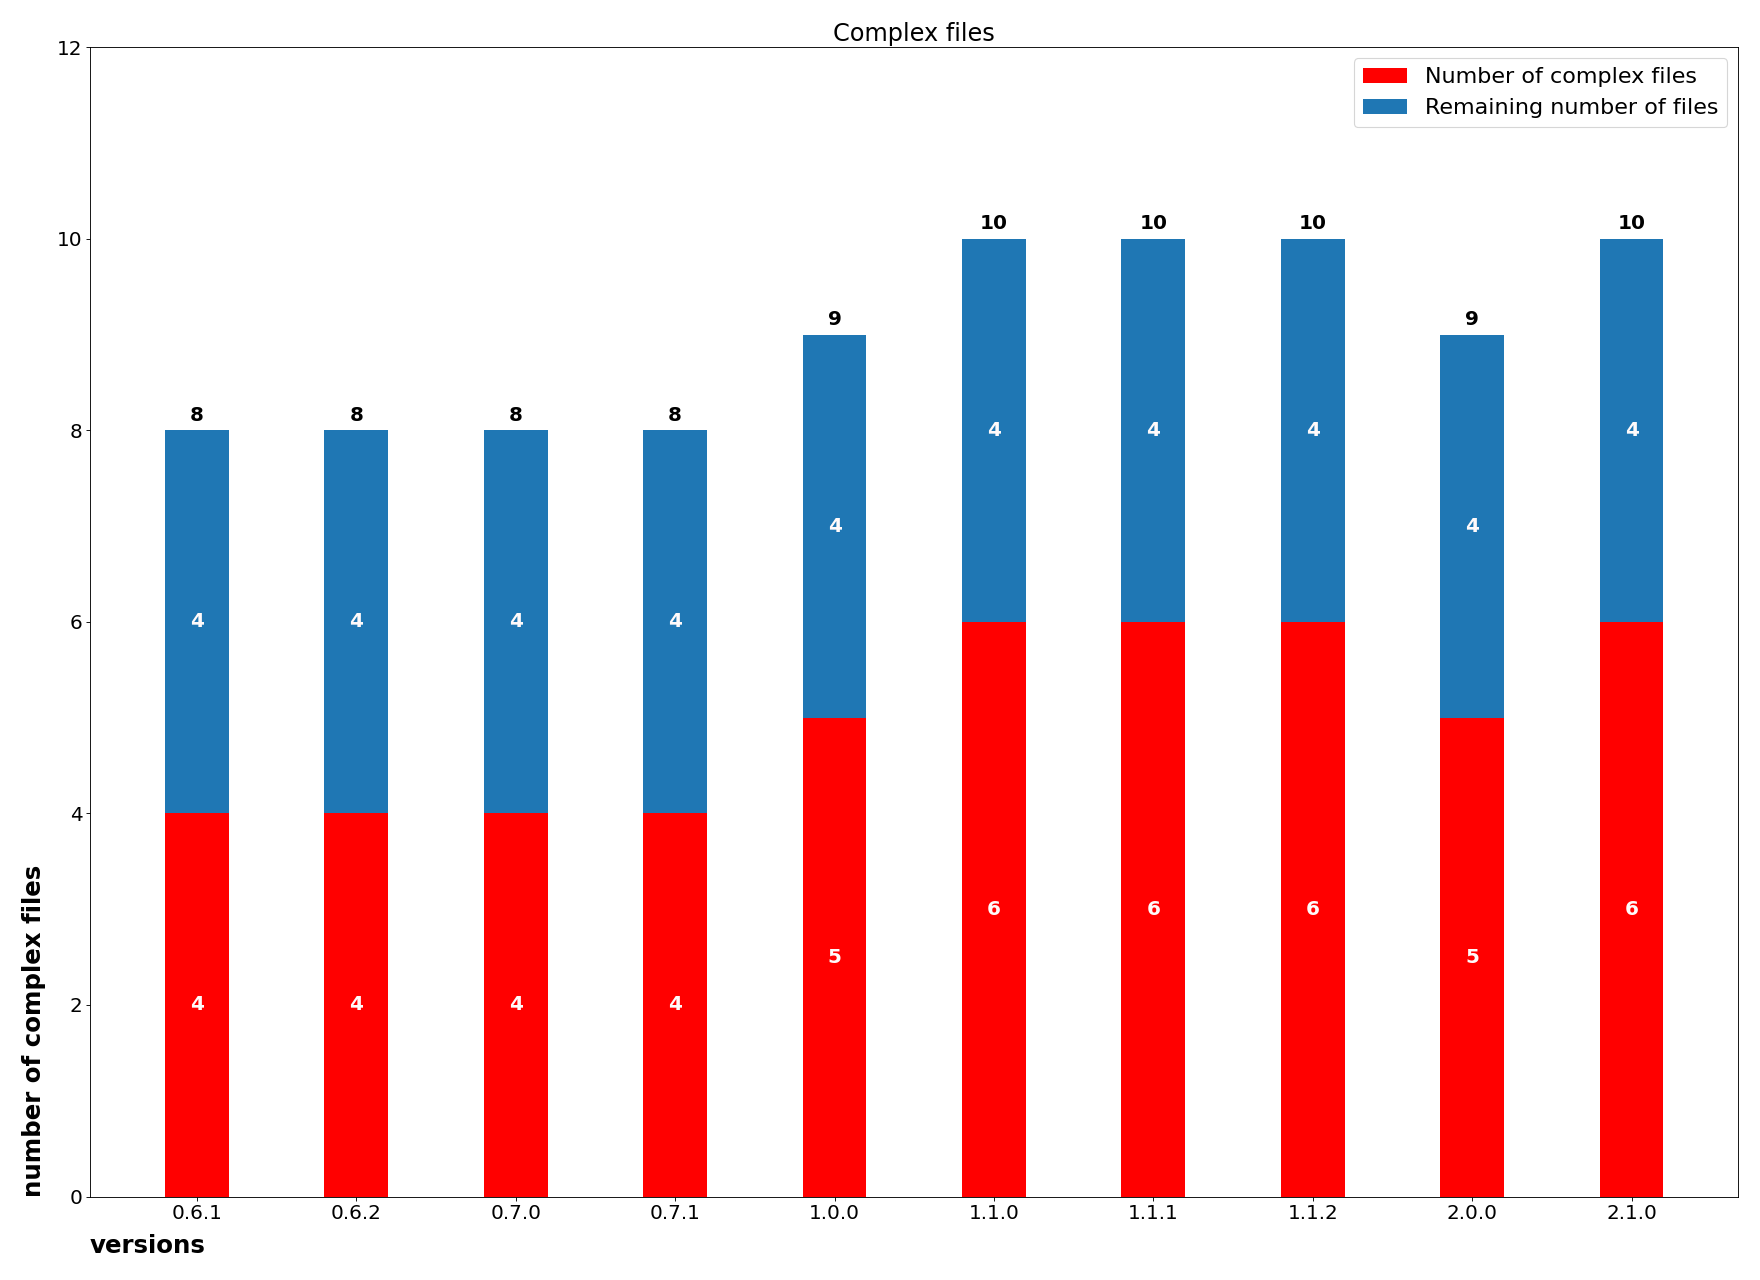 Complex files
12
Number of complex files
Remaining number of files
10 10 10 10
10
9 9
8 8 8 8
8
4 4 4 4
4 4
6
4 4 4 4
4
6 6 6 6
5 5
2
4 4 4 4
0
number of complex files
0.6.1 0.6.2 0.7.0 0.7.1 1.0.0 1.1.0 1.1.1 1.1.2 2.0.0 2.1.0
versions